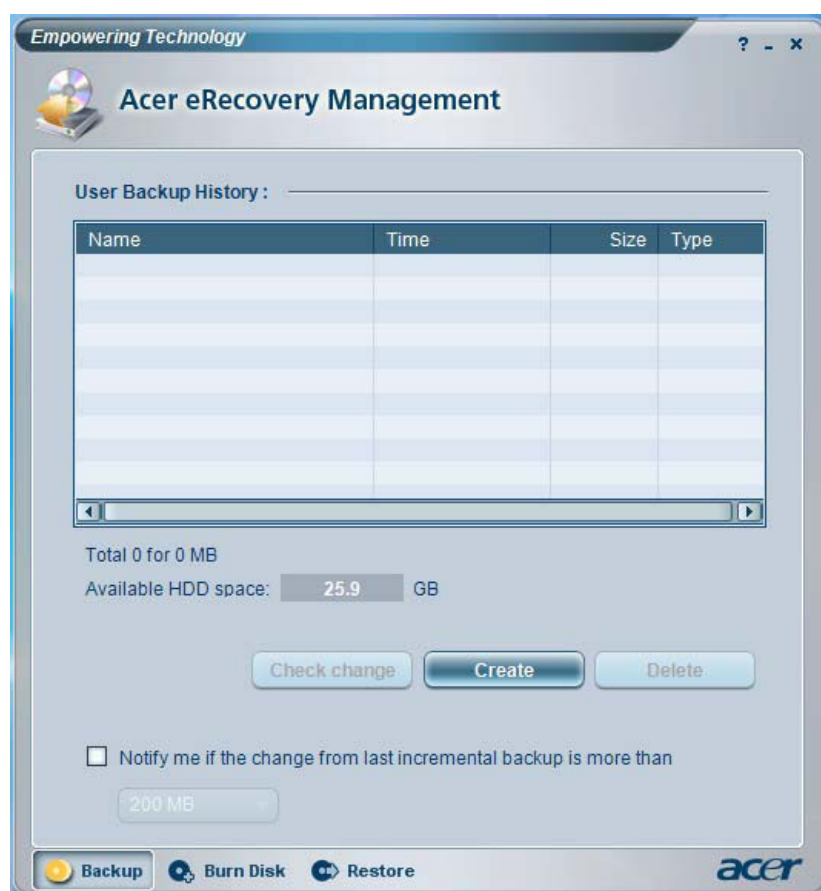 Empowering Technology
? - x
Acer eRecovery Management
User Backup History :
Name Time Size Type
Total 0 for 0 MB
Available HDD space: 25.9 GB
Check change Create Delete
Notify me if the change from last incremental backup is more than
200 MB
Backup Burn Disk Restore acer